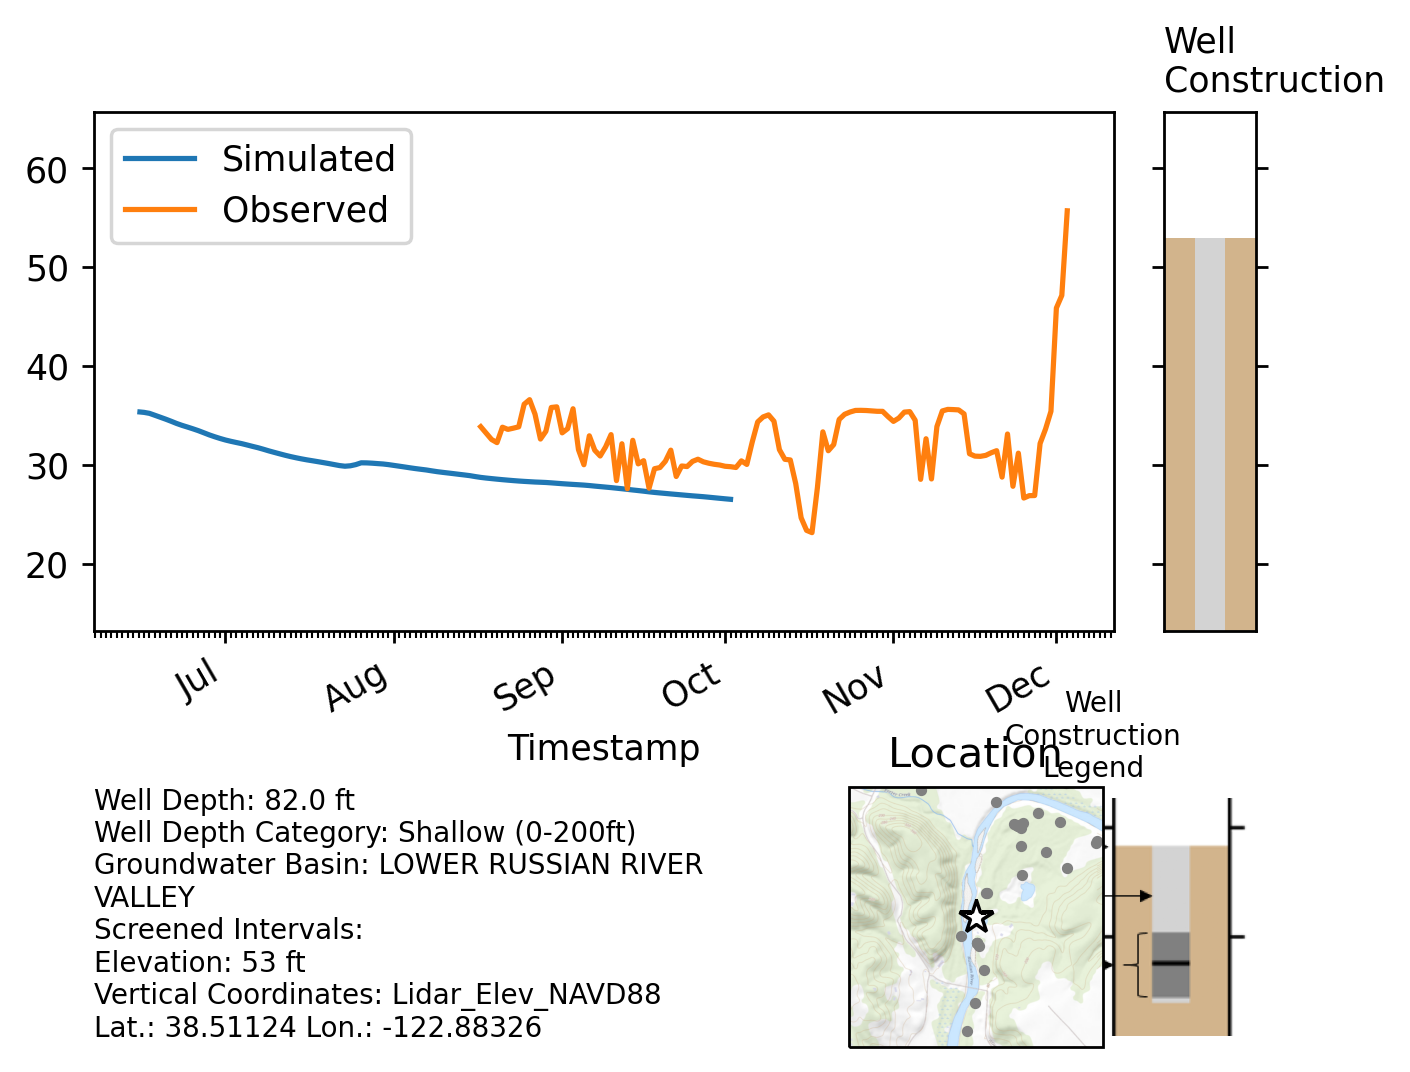 Well
Construction
Simulated
Observed
60
50
40
30
20
Jul
Aug
Sep
Oct
Nov
Dec
Timestamp
Well
Construction
Legend
Location
Well Depth: 82.0 ft
Well Depth Category: Shallow (0-200ft)
Groundwater Basin: LOWER RUSSIAN RIVER
VALLEY
Screened Intervals:
Elevation: 53 ft
Vertical Coordinates: Lidar_Elev_NAVD88
Lat.: 38.51124 Lon.: -122.88326